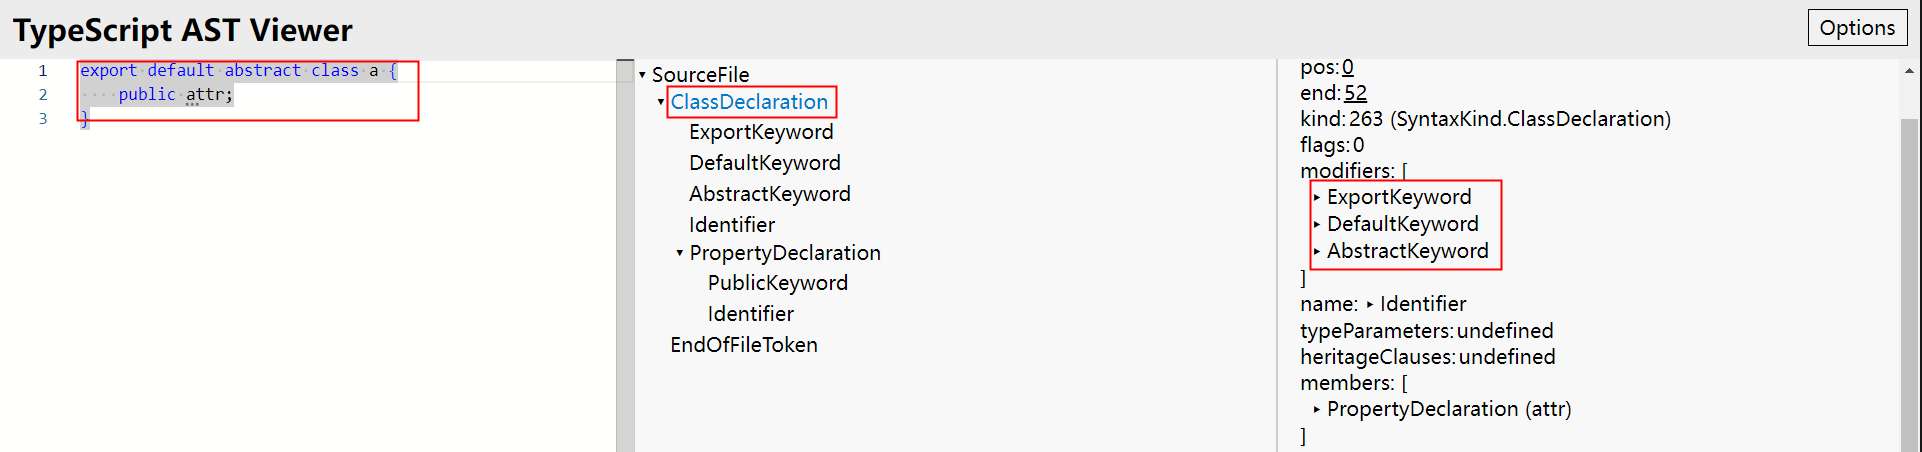 TypeScript AST Viewer
Options
1 export default abstract class a {
2 public attr;
3 }
SourceFile
ClassDeclaration
ExportKeyword
DefaultKeyword
AbstractKeyword
Identifier
PropertyDeclaration
PublicKeyword
Identifier
EndOfFileToken
pos:0
end:52
kind:263 (SyntaxKind.ClassDeclaration)
flags:0
modifiers: [
ExportKeyword
DefaultKeyword
AbstractKeyword
]
name: Identifier
typeParameters:undefined
heritageClauses:undefined
members: [
PropertyDeclaration (attr)
]